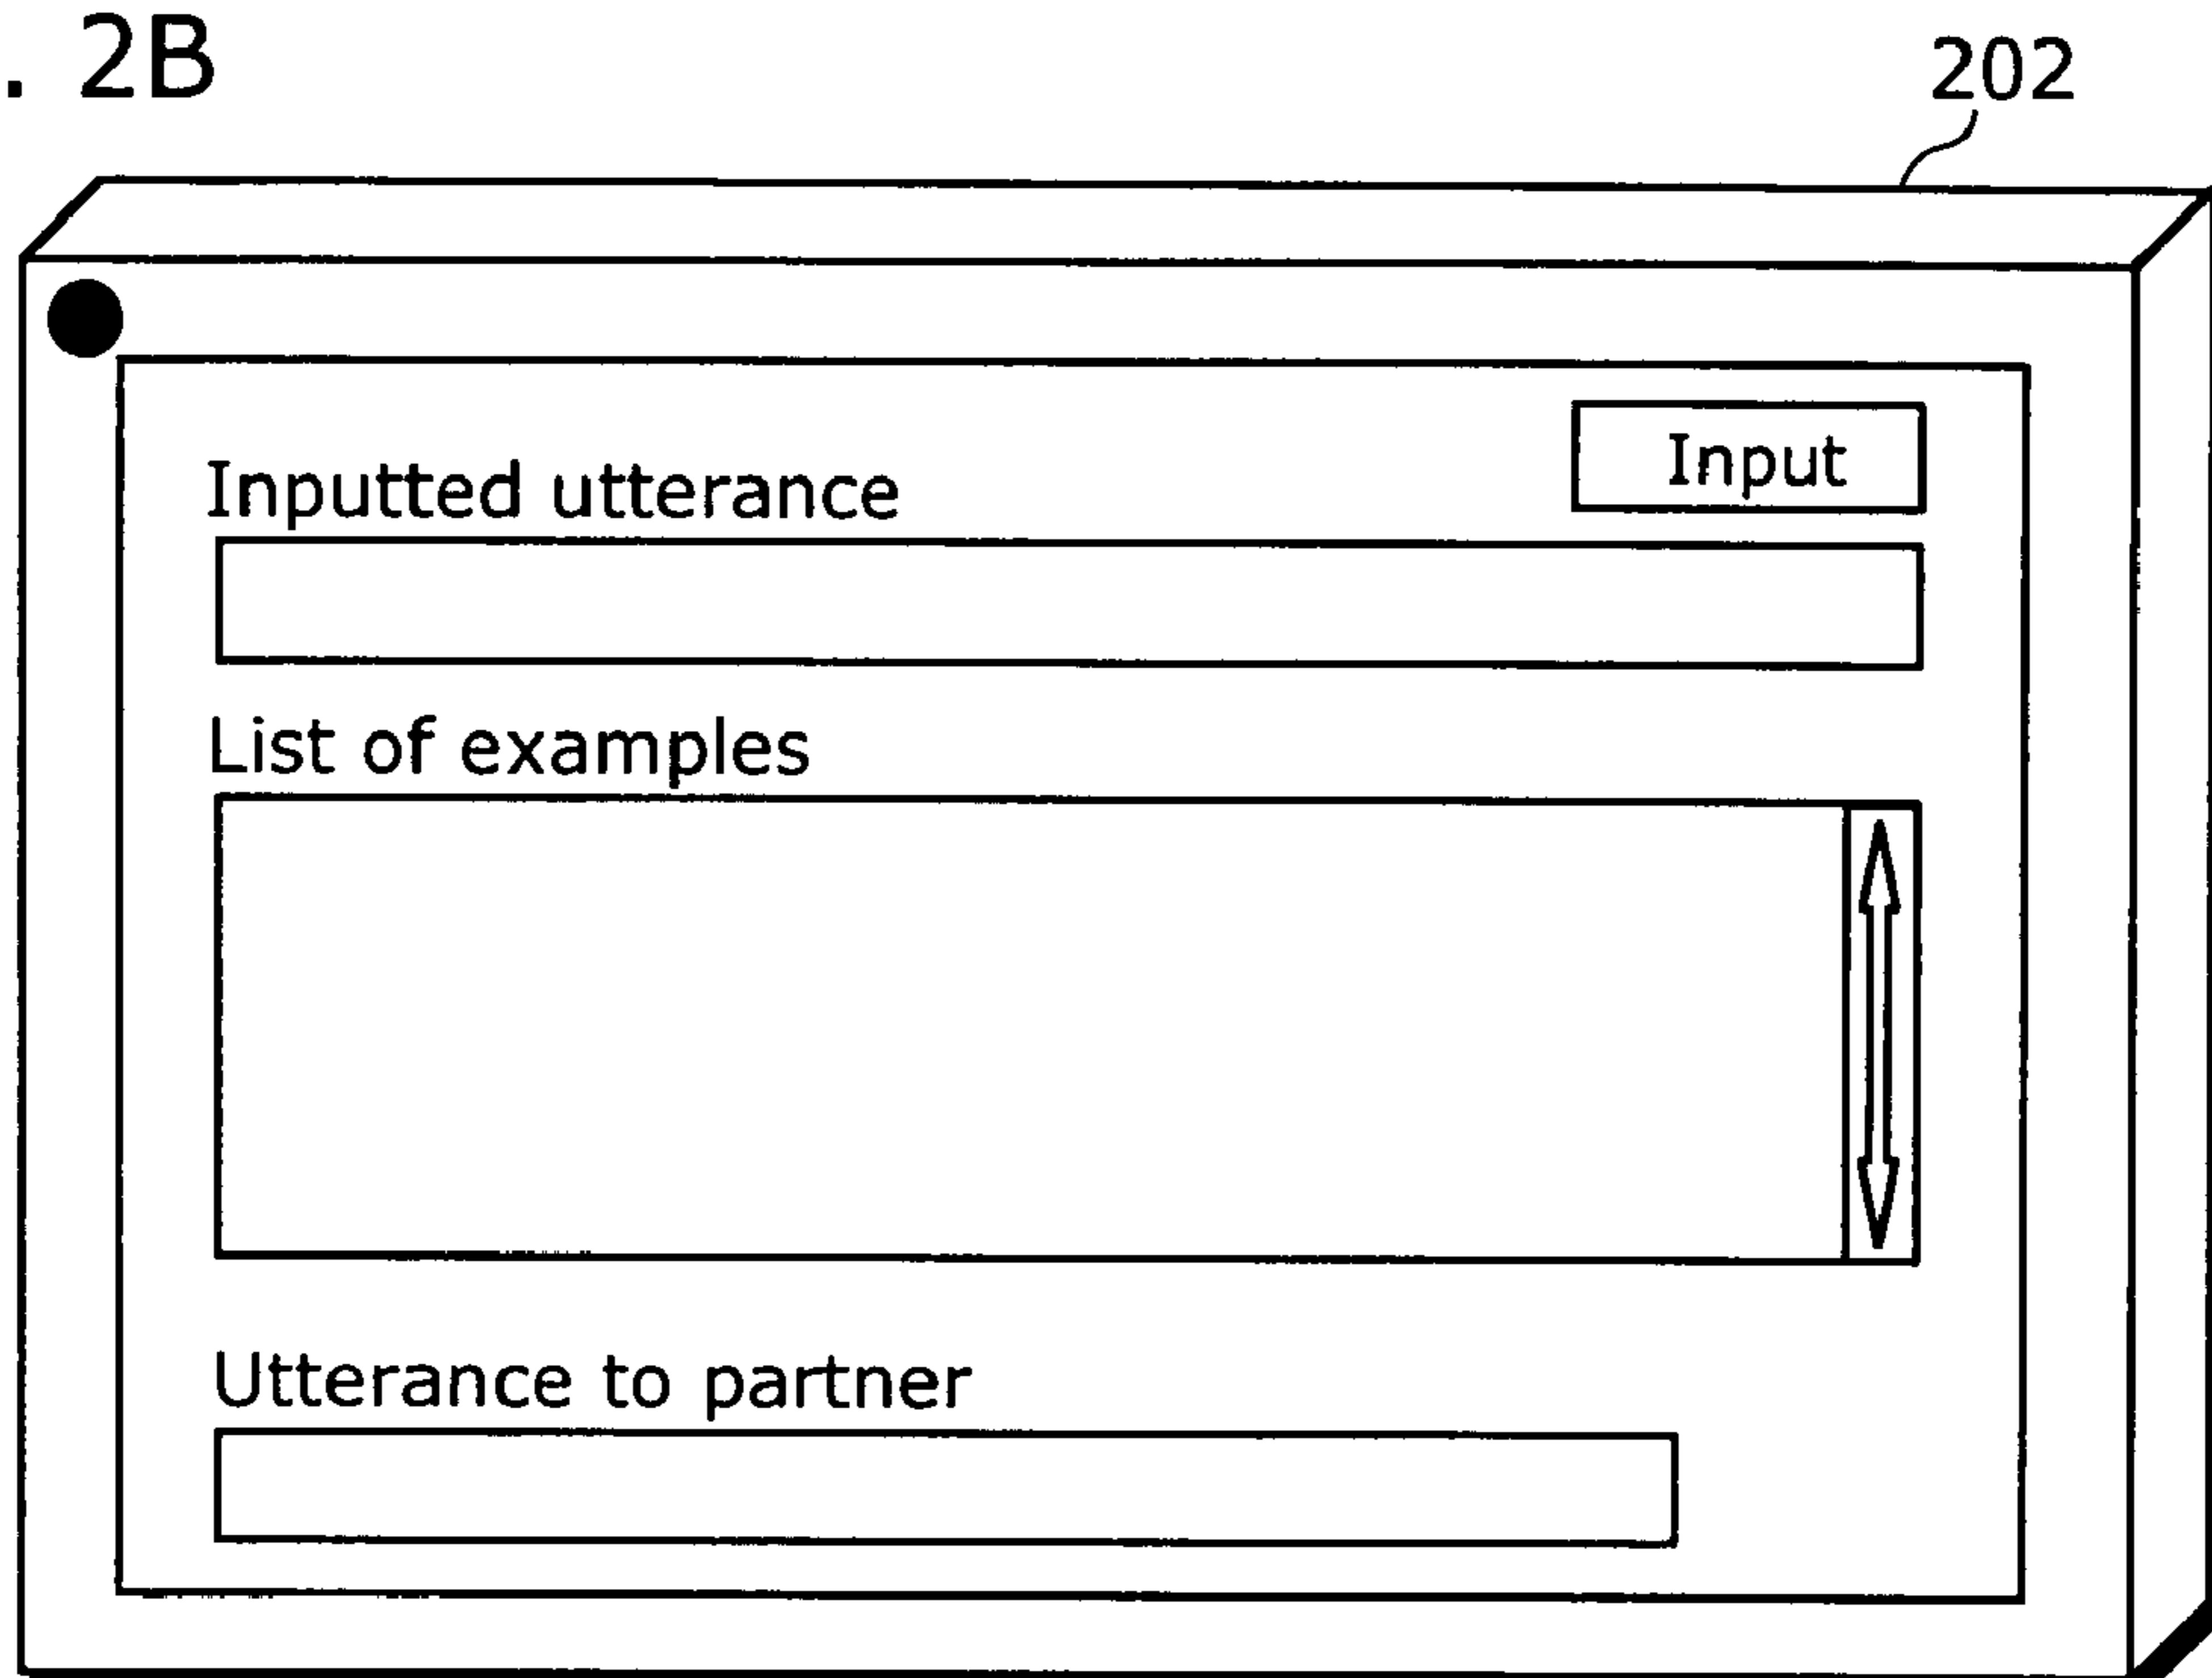 . 2B
202
Input
Inputted utterance
List of examples
Utterance to partner